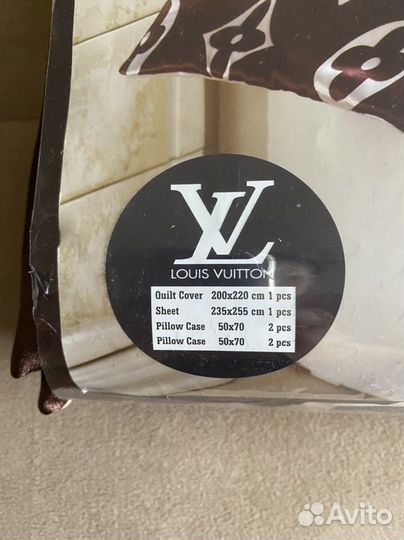 LV
LOUIS VUITTON
Quilt Cover 200x220 cm 1 pcs
Sheet 235x255 cm 1 pcs
Pillow Case 50x70 2 pcs
Pillow Case 50x70 2 pcs
Avito